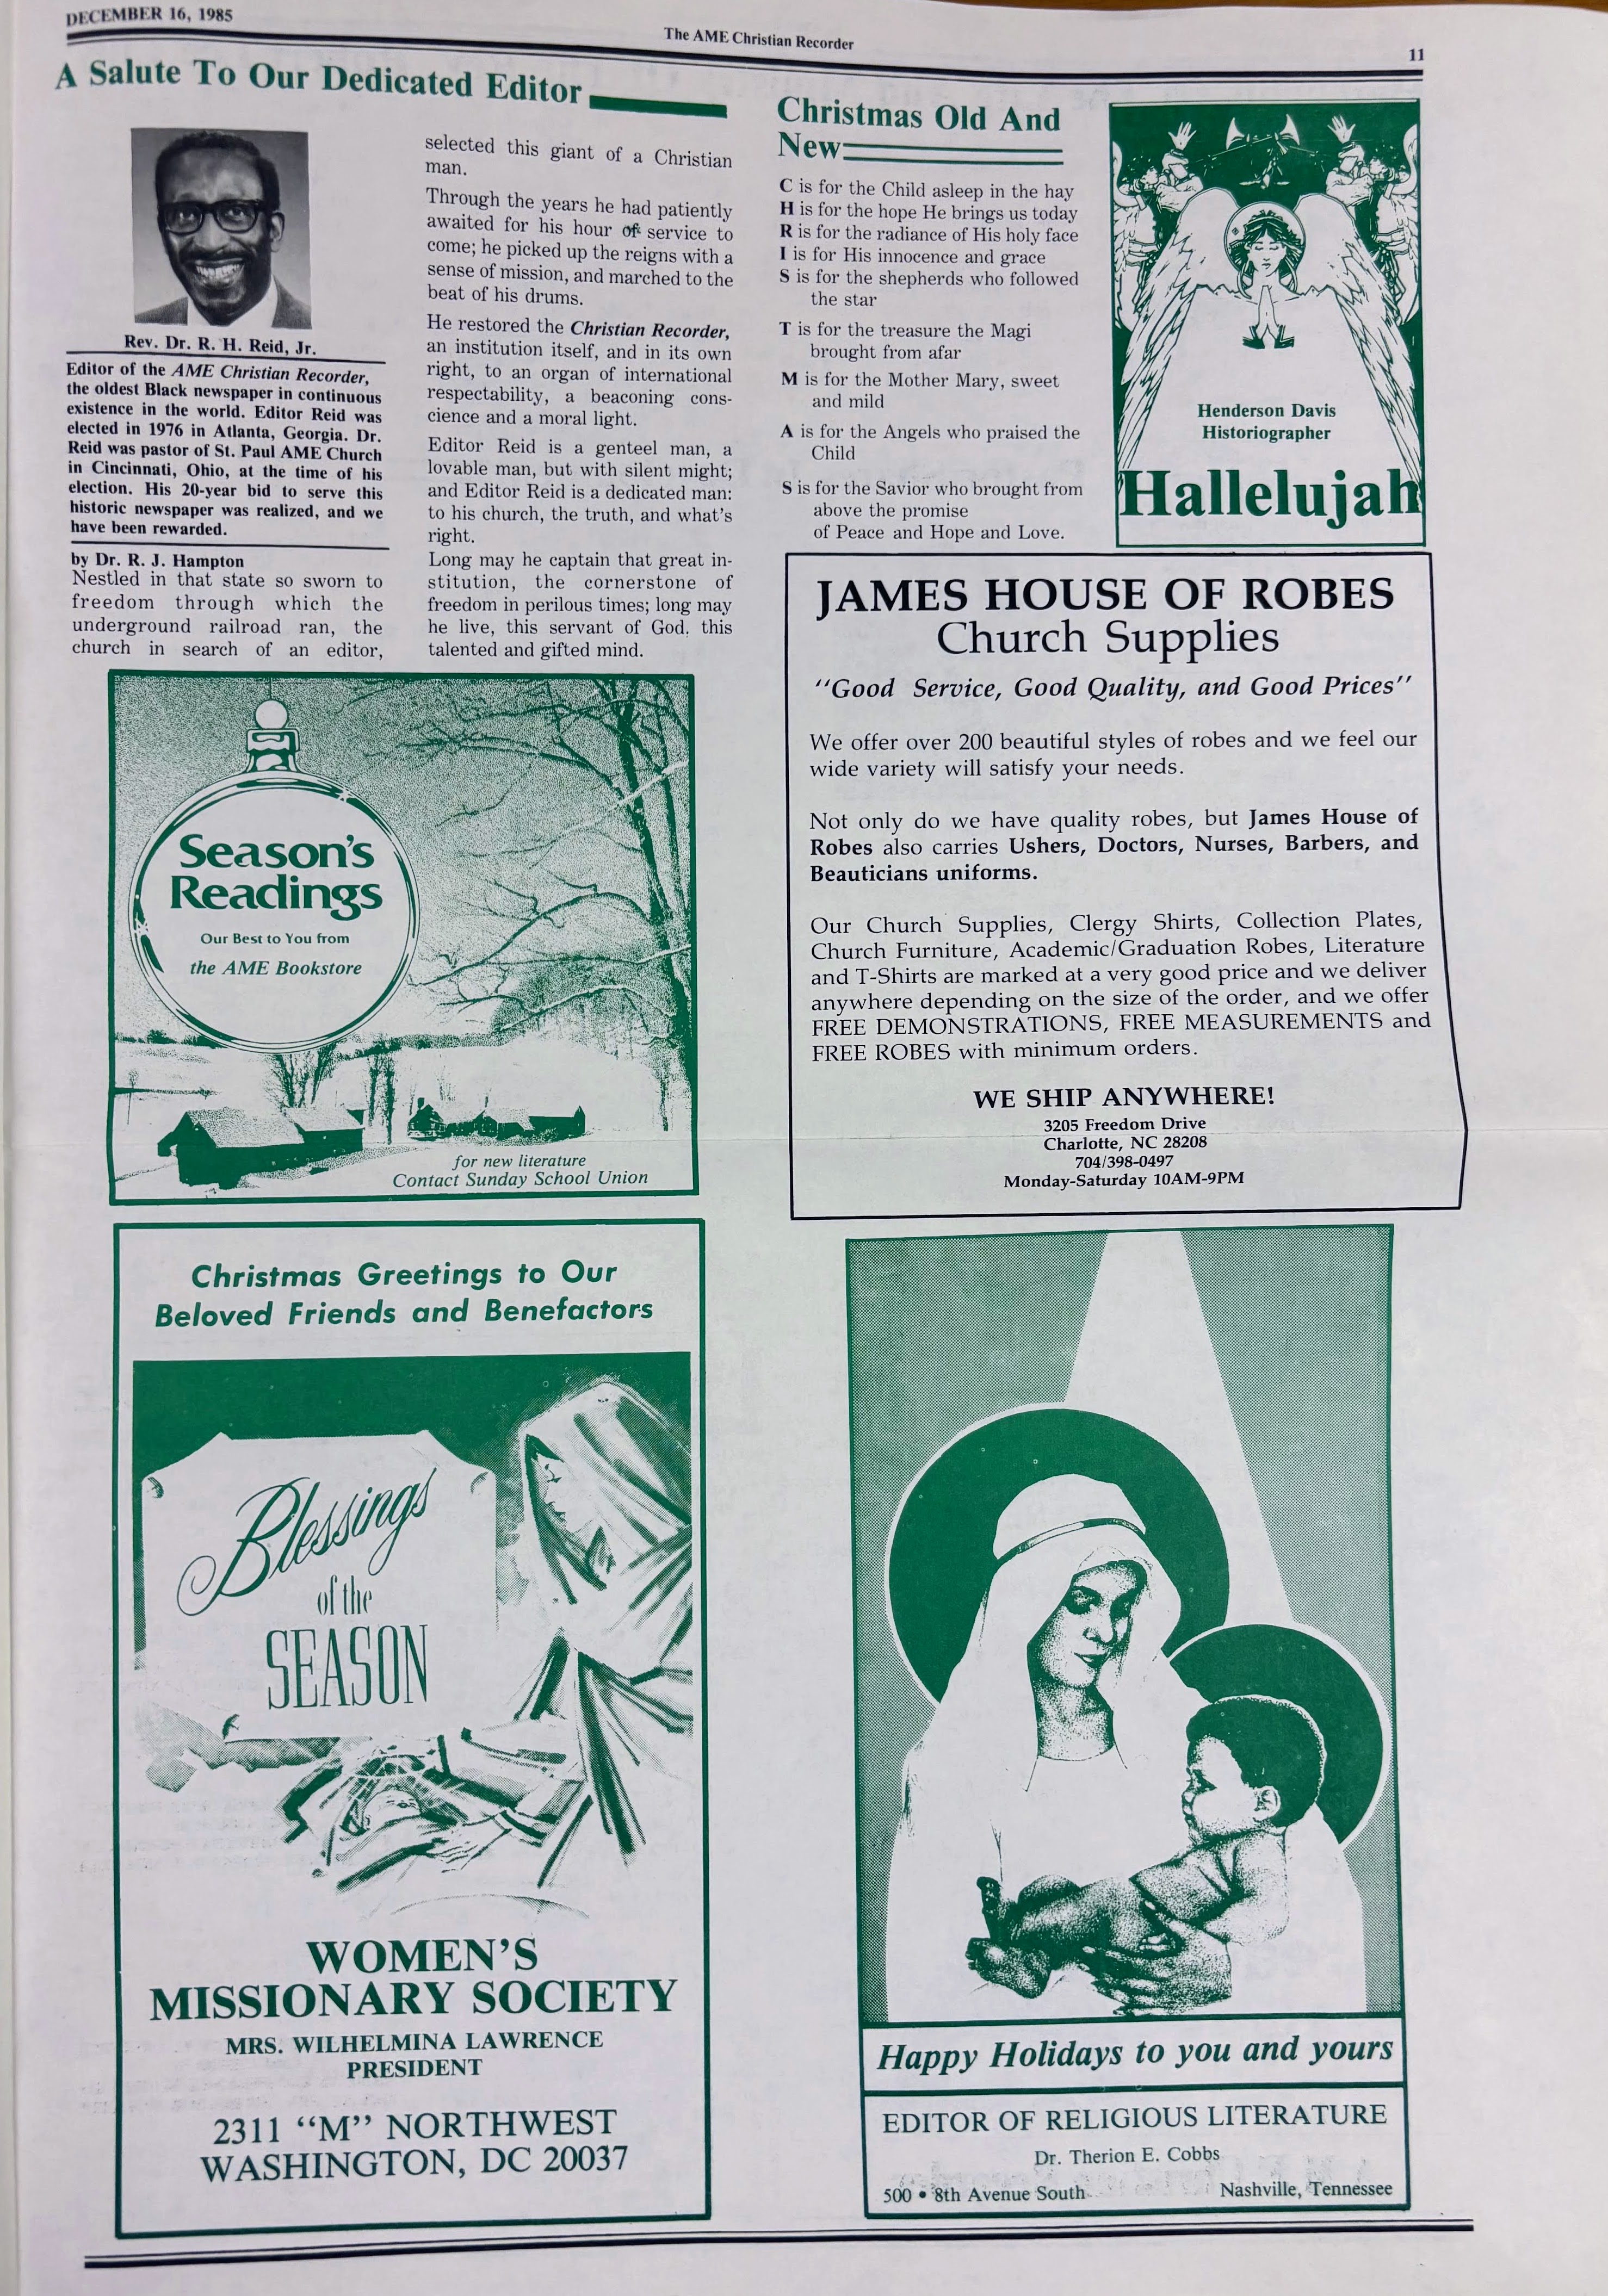 DECEMBER 16, 1985
The AME Christian Recorder
11
A Salute To Our Dedicated Editor
Rev. Dr. R. H. Reid, Jr.
Editor of the AME Christian Recorder,
the oldest Black newspaper in continuous
existence in the world. Editor Reid was
elected in 1976 in Atlanta, Georgia. Dr.
Reid was pastor of St. Paul AME Church
in Cincinnati, Ohio, at the time of his
election. His 20-year bid to serve this
historic newspaper was realized, and we
have been rewarded.
by Dr. R. J. Hampton
Nestled in that state so sworn to
freedom through which the
underground railroad ran, the
church in search of an editor,
selected this giant of a Christian
man.
Through the years he had patiently
awaited for his hour of service to
come; he picked up the reigns with a
sense of mission, and marched to the
beat of his drums.
He restored the Christian Recorder,
an institution itself, and in its own
right, to an organ of international
respectability, a beaconing cons-
cience and a moral light.
Editor Reid is a genteel man, a
lovable man, but with silent might;
and Editor Reid is a dedicated man:
to his church, the truth, and what's
right.
Long may he captain that great in-
stitution, the cornerstone of
freedom in perilous times; long may
he live, this servant of God, this
talented and gifted mind.
Christmas Old And
New
C is for the Child asleep in the hay
H is for the hope He brings us today
R is for the radiance of His holy face
I is for His innocence and grace
S is for the shepherds who followed
the star
T is for the treasure the Magi
brought from afar
M is for the Mother Mary, sweet
and mild
A is for the Angels who praised the
Child
S is for the Savior who brought from
above the promise
of Peace and Hope and Love.
Henderson Davis
Historiographer
Hallelujah
JAMES HOUSE OF ROBES
Church Supplies
"Good Service, Good Quality, and Good Prices"
We offer over 200 beautiful styles of robes and we feel our
wide variety will satisfy your needs.
Not only do we have quality robes, but James House of
Robes also carries Ushers, Doctors, Nurses, Barbers, and
Beauticians uniforms.
Our Church Supplies, Clergy Shirts, Collection Plates,
Church Furniture, Academic/Graduation Robes, Literature
and T-Shirts are marked at a very good price and we deliver
anywhere depending on the size of the order, and we offer
FREE DEMONSTRATIONS, FREE MEASUREMENTS and
FREE ROBES with minimum orders.
WE SHIP ANYWHERE!
3205 Freedom Drive
Charlotte, NC 28208
704/398-0497
Monday-Saturday 10AM-9PM
Season's
Readings
Our Best to You from
the AME Bookstore
for new literature
Contact Sunday School Union
Christmas Greetings to Our
Beloved Friends and Benefactors
Blessings
of the
SEASON
WOMEN'S
MISSIONARY SOCIETY
MRS. WILHELMINA LAWRENCE
PRESIDENT
2311 "M" NORTHWEST
WASHINGTON, DC 20037
Happy Holidays to you and yours
EDITOR OF RELIGIOUS LITERATURE
Dr. Therion E. Cobbs
500 • 8th Avenue South
Nashville, Tennessee